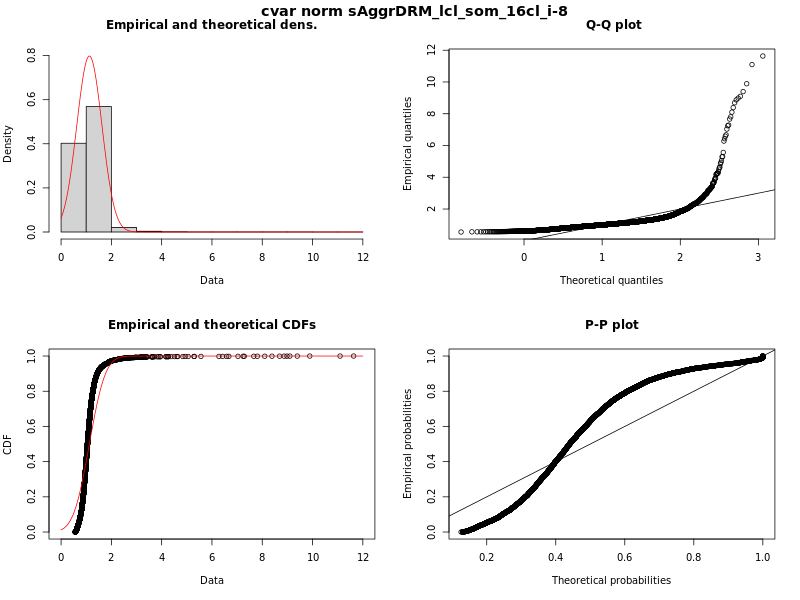 cvar norm sAggrDRM_lcl_som_16cl_i-8
Empirical and theoretical dens.
Density
0.0 0.2 0.4 0.6 0.8
0 2 4 6 8 10 12
Data
Q-Q plot
Empirical quantiles
2 4 6 8 10 12
0 1 2 3
Theoretical quantiles
Empirical and theoretical CDFs
CDF
0.0 0.2 0.4 0.6 0.8 1.0
0 2 4 6 8 10 12
Data
P-P plot
Empirical probabilities
0.0 0.2 0.4 0.6 0.8 1.0
0.2 0.4 0.6 0.8 1.0
Theoretical probabilities